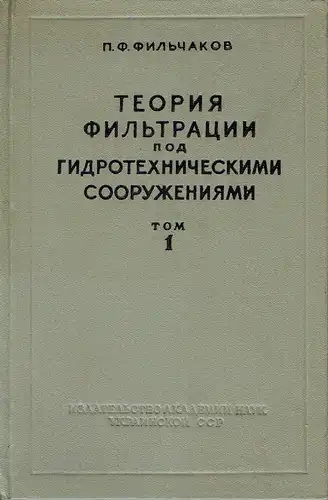 П.Ф.ФИЛЬЧАКОВ
ТЕОРИЯ
ФИЛЬТРАЦИИ
ПОД
ГИДРОТЕХНИЧЕСКИМИ
СООРУЖЕНИЯМИ
ТОМ
1
ИЗДАТЕЛЬСТВО АКАДЕМИИ НАУК
УКРАИНСКОЙ ССР